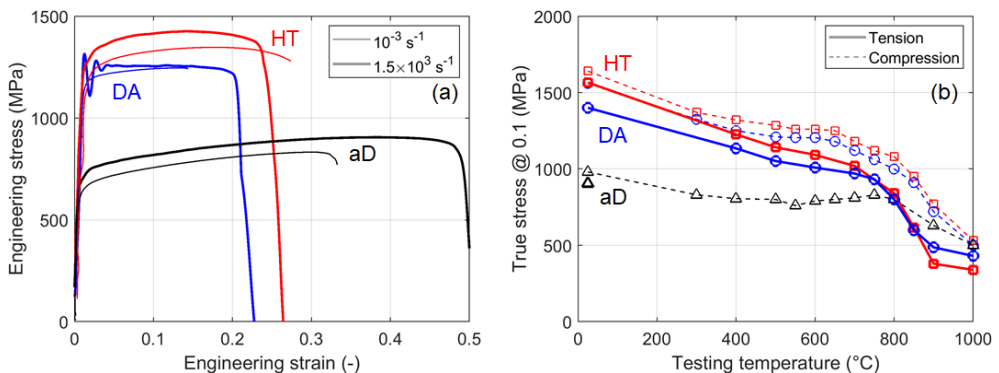 1500
1000
500
0
Engineering stress (MPa)
HT
DA
aD
10⁻³ s⁻¹
1.5×10³ s⁻¹
(a)
0 0.1 0.2 0.3 0.4 0.5
Engineering strain (-)
2000
1500
1000
500
0
True stress @ 0.1 (MPa)
HT
DA
aD
Tension
Compression
(b)
0 200 400 600 800 1000
Testing temperature (°C)